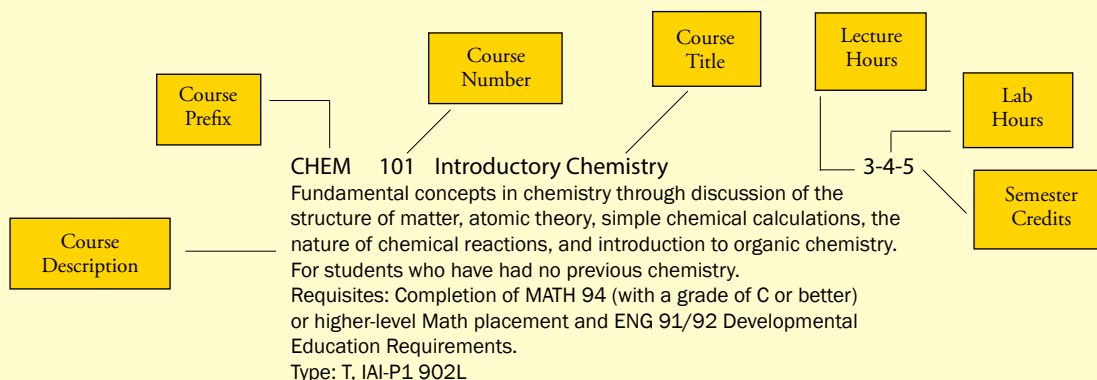 Course
Title
Lecture
Hours
Course
Number
Course
Prefix
Lab
Hours
CHEM 101 Introductory Chemistry 3-4-5
Fundamental concepts in chemistry through discussion of the
structure of matter, atomic theory, simple chemical calculations, the
nature of chemical reactions, and introduction to organic chemistry.
For students who have had no previous chemistry.
Requisites: Completion of MATH 94 (with a grade of C or better)
or higher-level Math placement and ENG 91/92 Developmental
Education Requirements.
Type: T, IAI-P1 902L
Semester
Credits
Course
Description